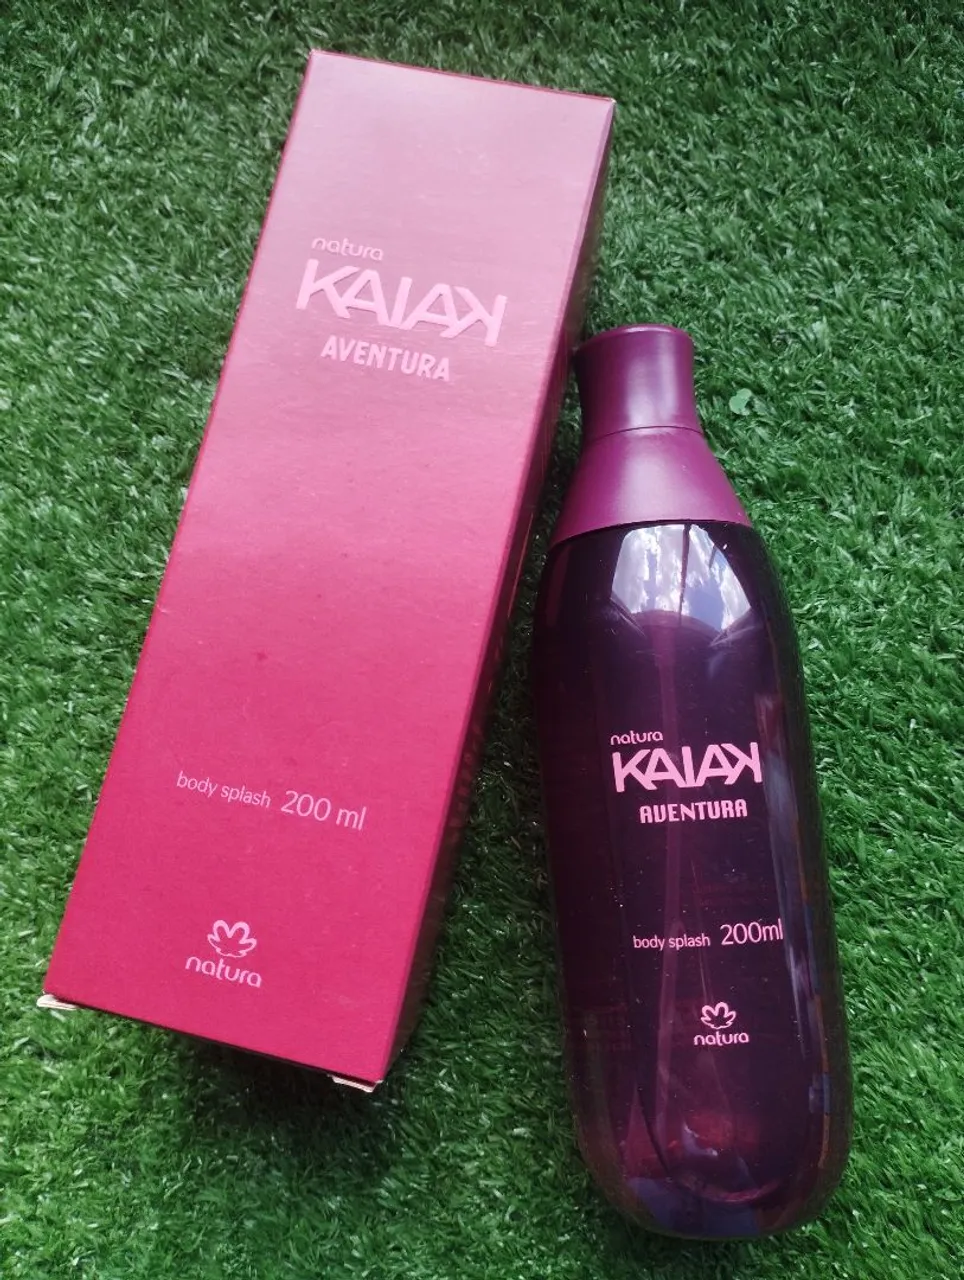 natura
KAIAK
AVENTURA
body splash 200 ml
natura
natura
KAIAK
AVENTURA
body splash 200ml
natura